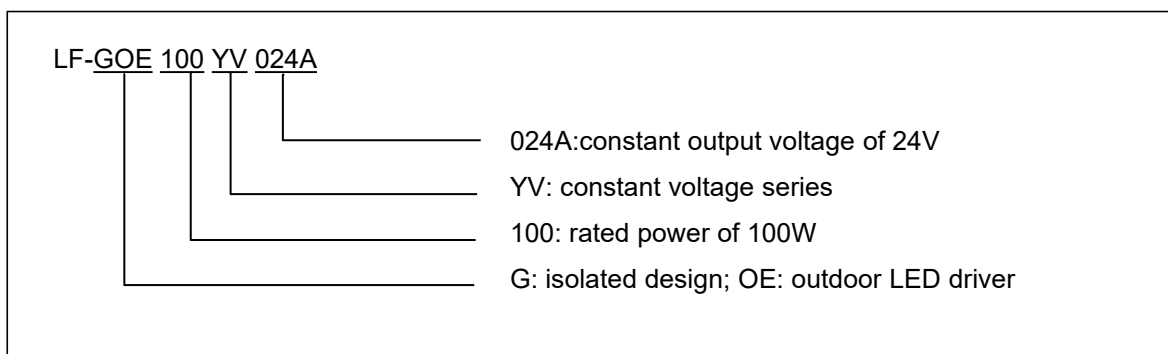 LF-GOE 100 YV 024A
024A:constant output voltage of 24V
YV: constant voltage series
100: rated power of 100W
G: isolated design; OE: outdoor LED driver